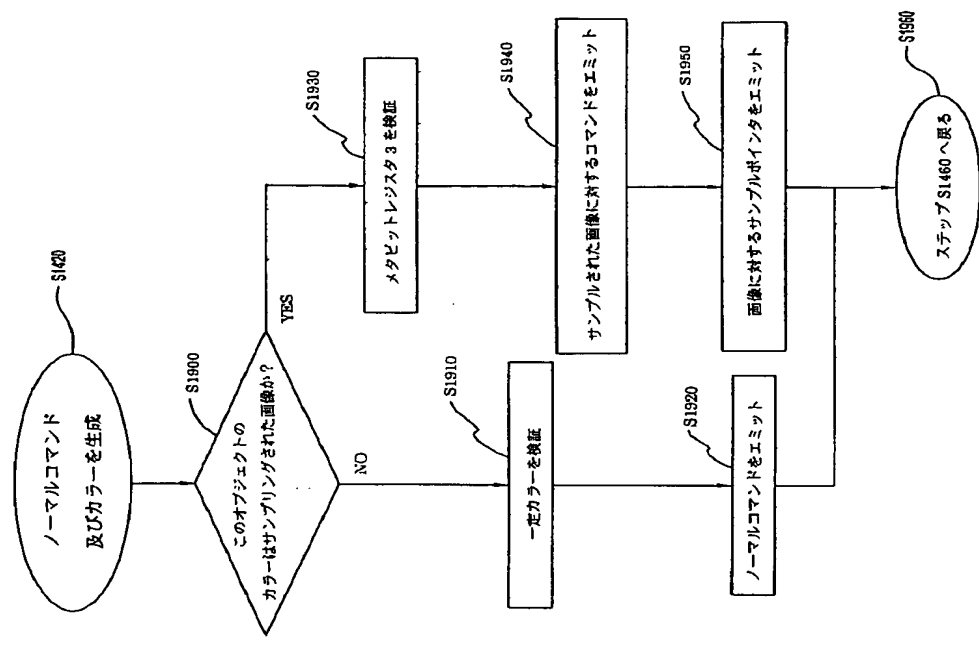 S1420
ノーマルコマンド
及びカラーを生成
S1900
このオブジェクトの
カラーはサンプリングされた画像か?
YES
NO
S1930
メタビットレジスタ3を検証
S1940
サンプルされた画像に対するコマンドをエミット
S1950
画像に対するサンプルポインタをエミット
S1910
一定カラーを検証
S1920
ノーマルコマンドをエミット
S1960
ステップS1460へ戻る